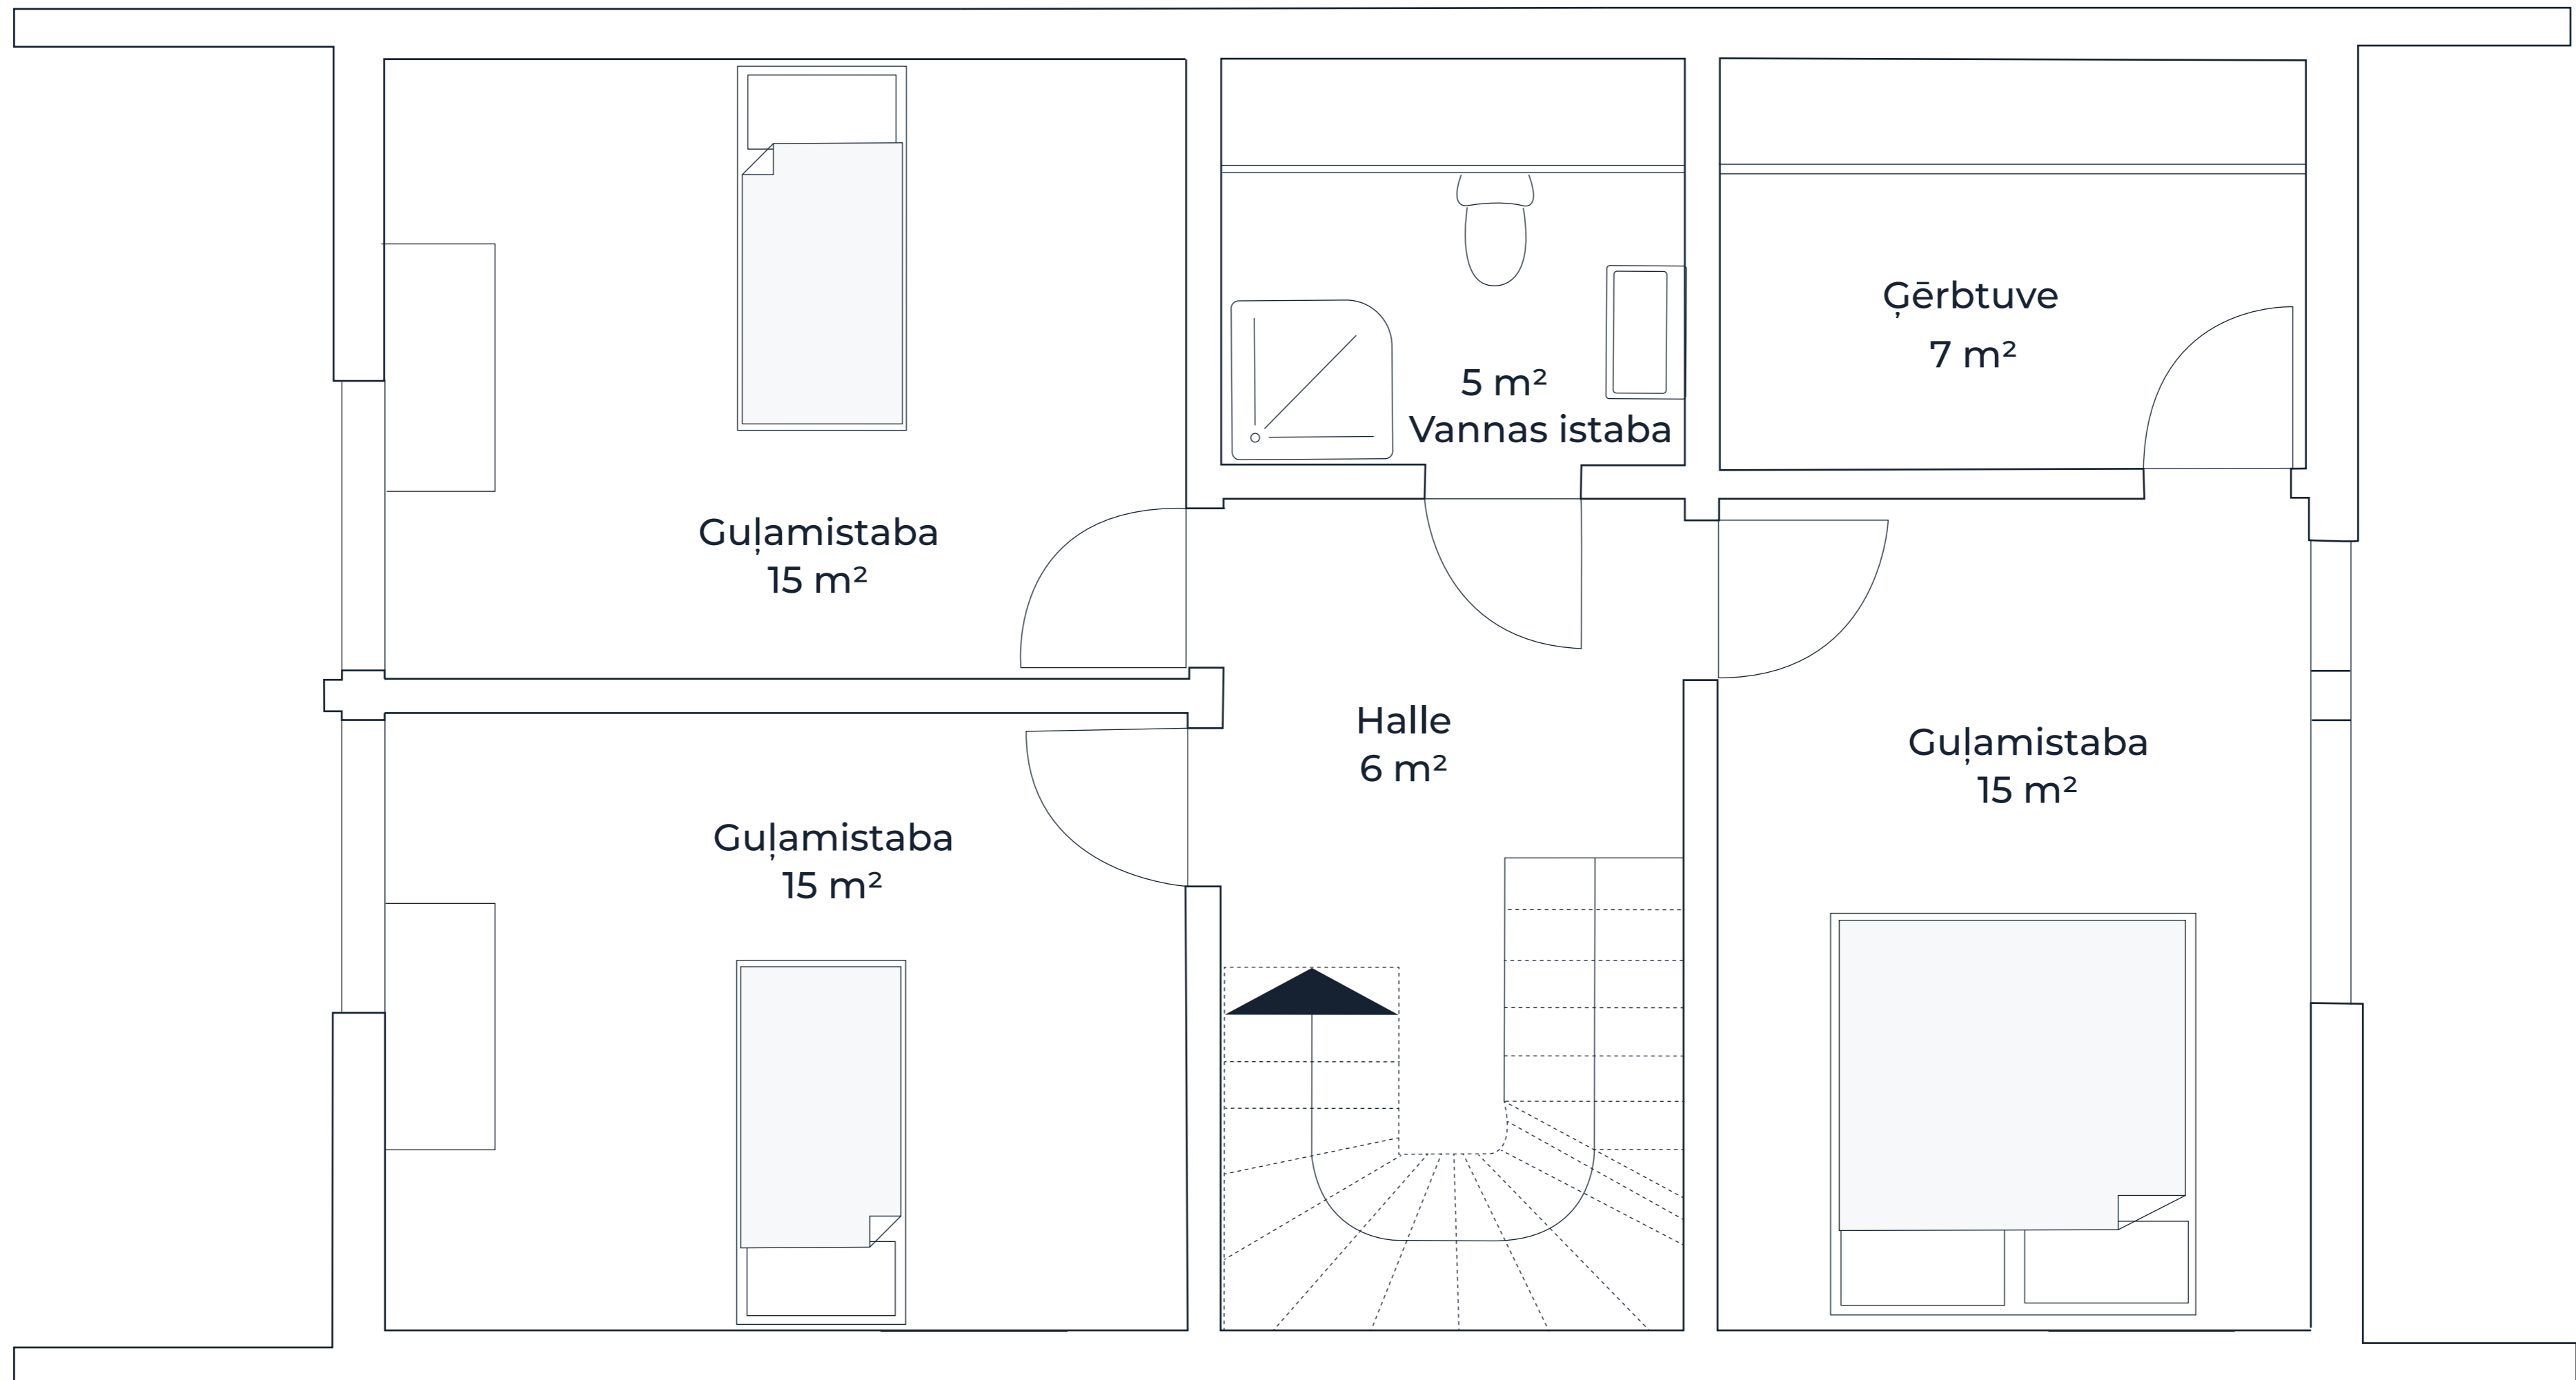 Ģērbtuve
7 m²
5 m²
Vannas istaba
Guļamistaba
15 m²
Halle
6 m²
Guļamistaba
15 m²
Guļamistaba
15 m²